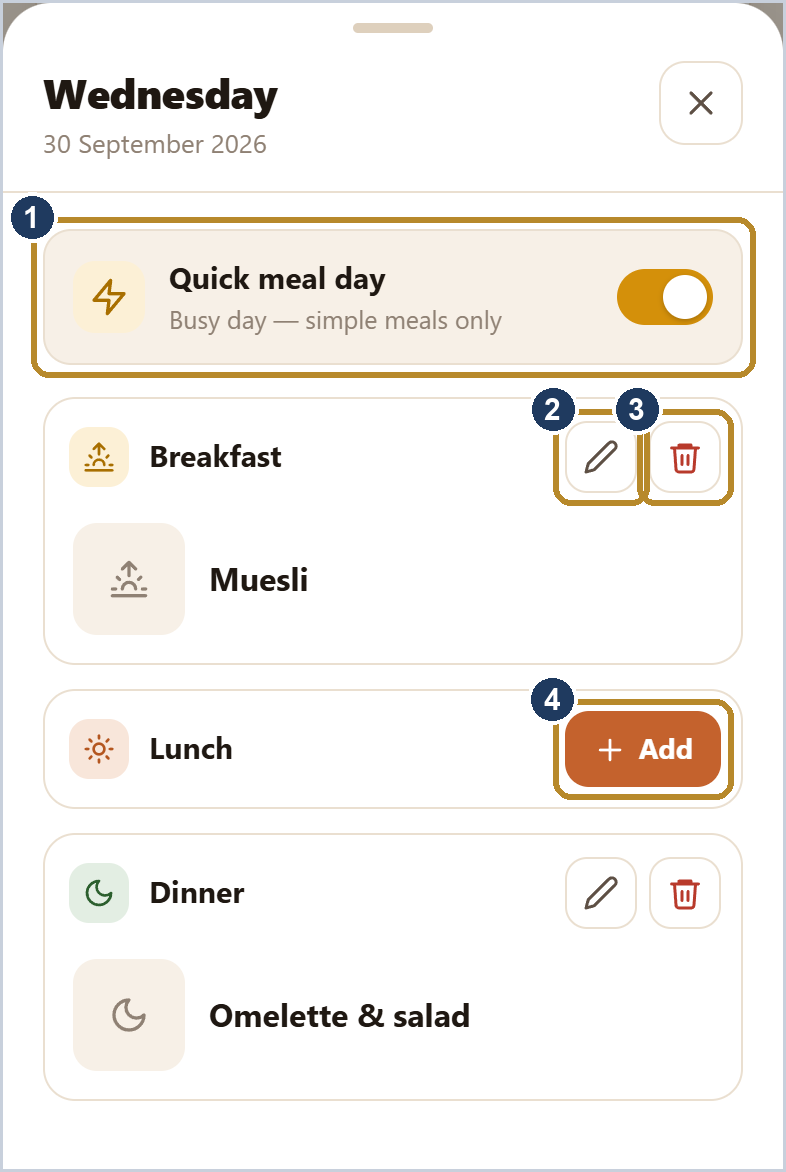 Wednesday
30 September 2026
1
Quick meal day
Busy day — simple meals only
2
3
Breakfast
Muesli
4
Lunch
+ Add
Dinner
Omelette & salad